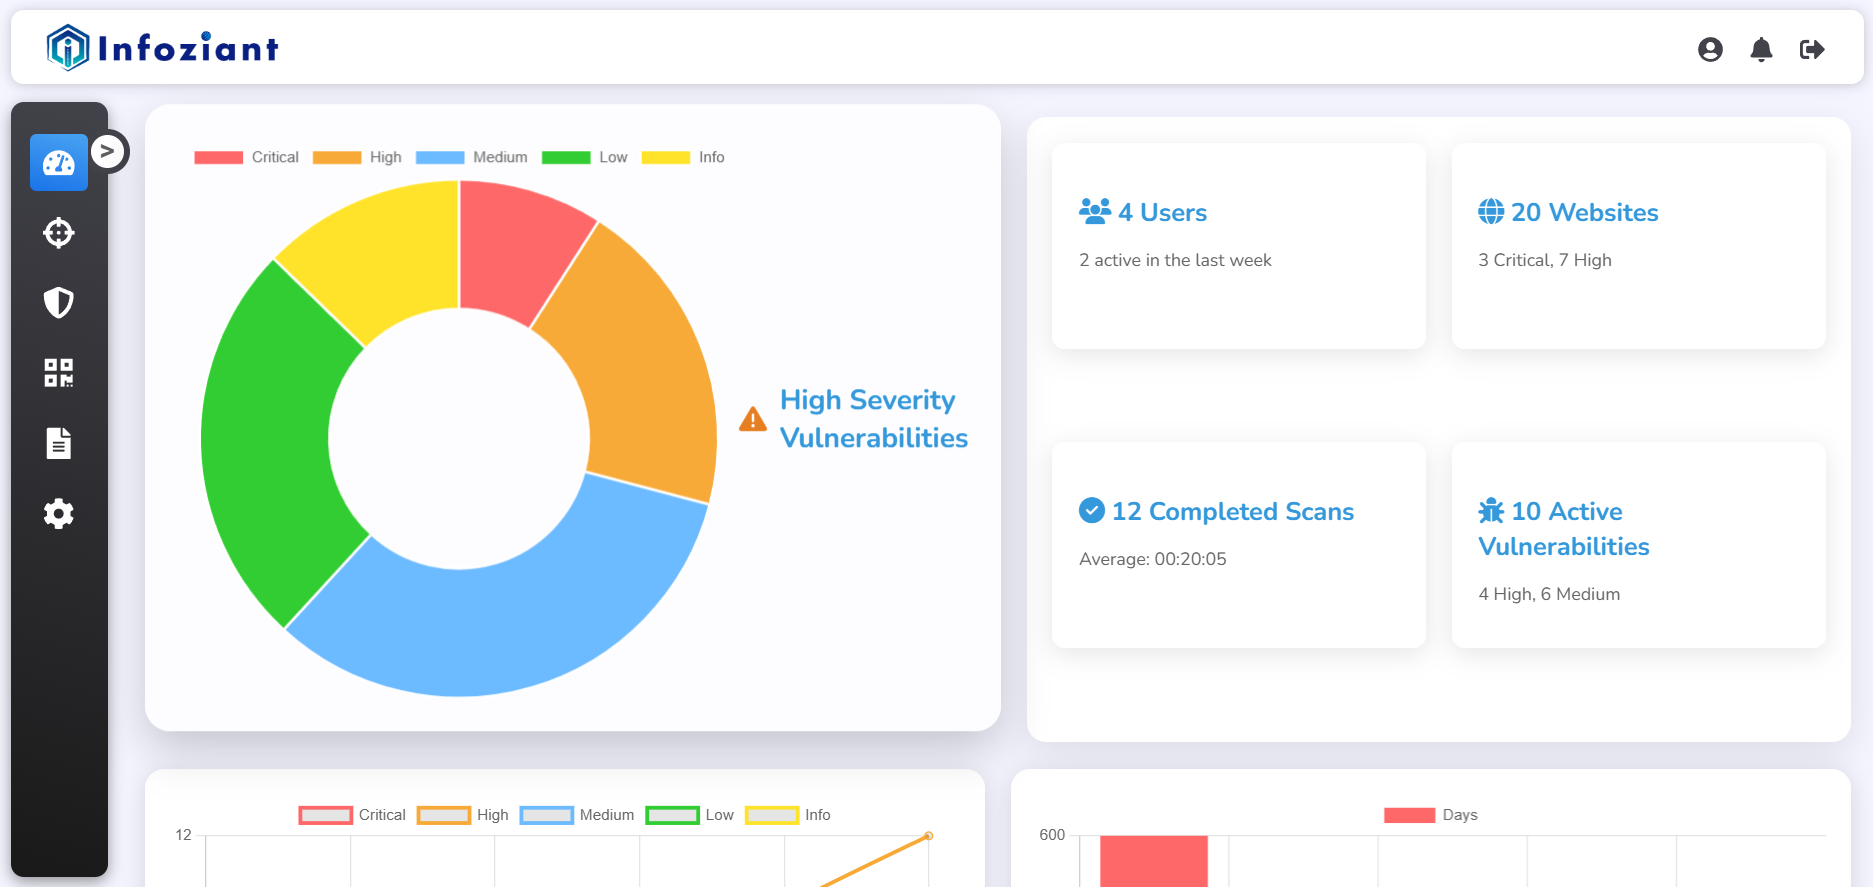 Infoziant
>
Critical High Medium Low Info
High Severity
Vulnerabilities
4 Users
2 active in the last week
20 Websites
3 Critical, 7 High
12 Completed Scans
Average: 00:20:05
10 Active
Vulnerabilities
4 High, 6 Medium
Critical High Medium Low Info
12
Days
600